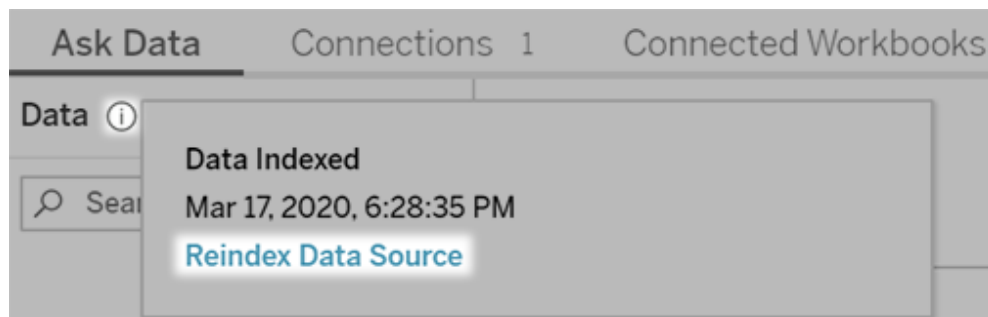 Ask Data Connections 1 Connected Workbooks
Data
Data Indexed
Mar 17, 2020, 6:28:35 PM
Reindex Data Source